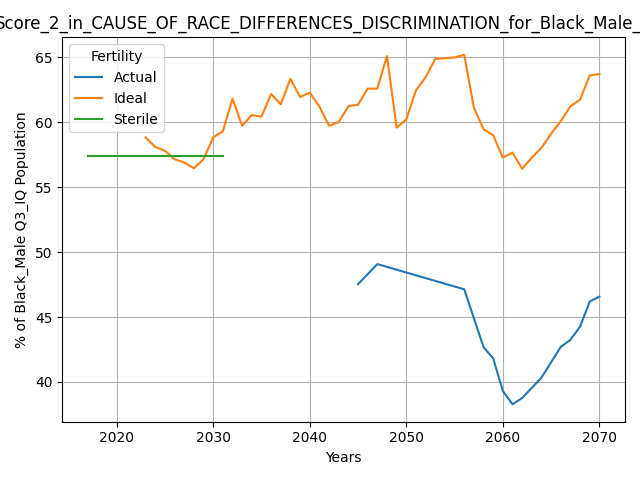 Score_2_in_CAUSE_OF_RACE_DIFFERENCES_DISCRIMINATION_for_Black_Male_
Fertility
Actual
Ideal
Sterile
% of Black_Male Q3_IQ Population
65
60
55
50
45
40
2020 2030 2040 2050 2060 2070
Years